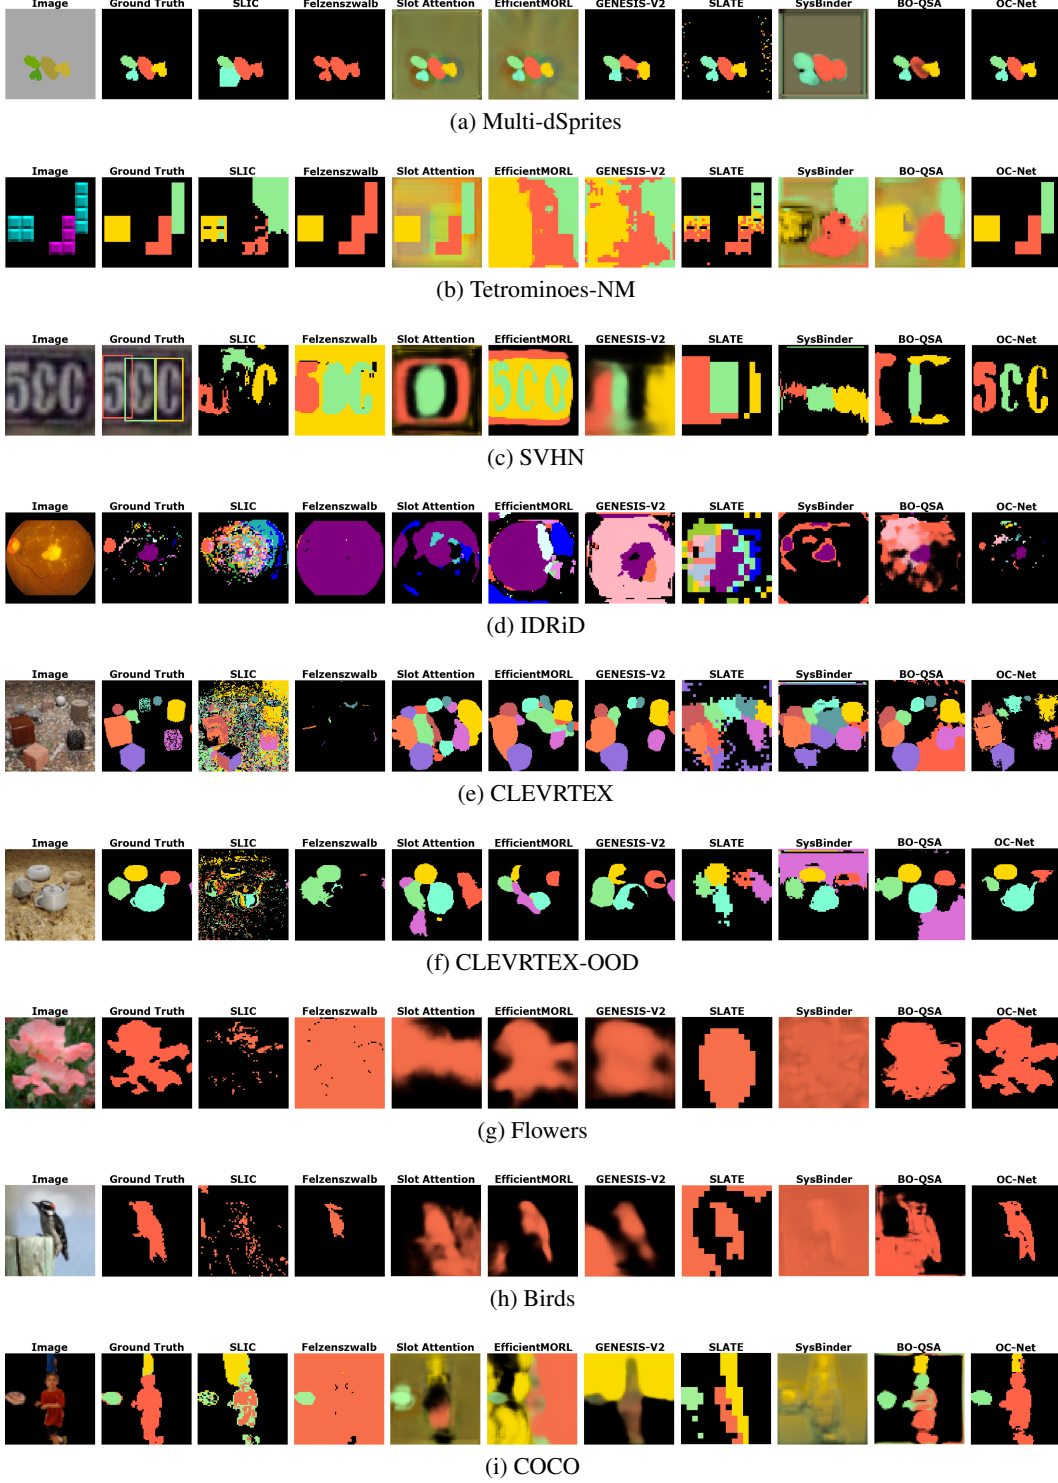 Image Ground Truth SLIC Felzenszwalb Slot Attention EfficientMORL GENESIS-V2 SLATE SysBinder BO-QSA OC-Net
(a) Multi-dSprites
Image Ground Truth SLIC Felzenszwalb Slot Attention EfficientMORL GENESIS-V2 SLATE SysBinder BO-QSA OC-Net
(b) Tetrominoes-NM
Image Ground Truth SLIC Felzenszwalb Slot Attention EfficientMORL GENESIS-V2 SLATE SysBinder BO-QSA OC-Net
(c) SVHN
Image Ground Truth SLIC Felzenszwalb Slot Attention EfficientMORL GENESIS-V2 SLATE SysBinder BO-QSA OC-Net
(d) IDRiD
Image Ground Truth SLIC Felzenszwalb Slot Attention EfficientMORL GENESIS-V2 SLATE SysBinder BO-QSA OC-Net
(e) CLEVRTEX
Image Ground Truth SLIC Felzenszwalb Slot Attention EfficientMORL GENESIS-V2 SLATE SysBinder BO-QSA OC-Net
(f) CLEVRTEX-OOD
Image Ground Truth SLIC Felzenszwalb Slot Attention EfficientMORL GENESIS-V2 SLATE SysBinder BO-QSA OC-Net
(g) Flowers
Image Ground Truth SLIC Felzenszwalb Slot Attention EfficientMORL GENESIS-V2 SLATE SysBinder BO-QSA OC-Net
(h) Birds
Image Ground Truth SLIC Felzenszwalb Slot Attention EfficientMORL GENESIS-V2 SLATE SysBinder BO-QSA OC-Net
(i) COCO